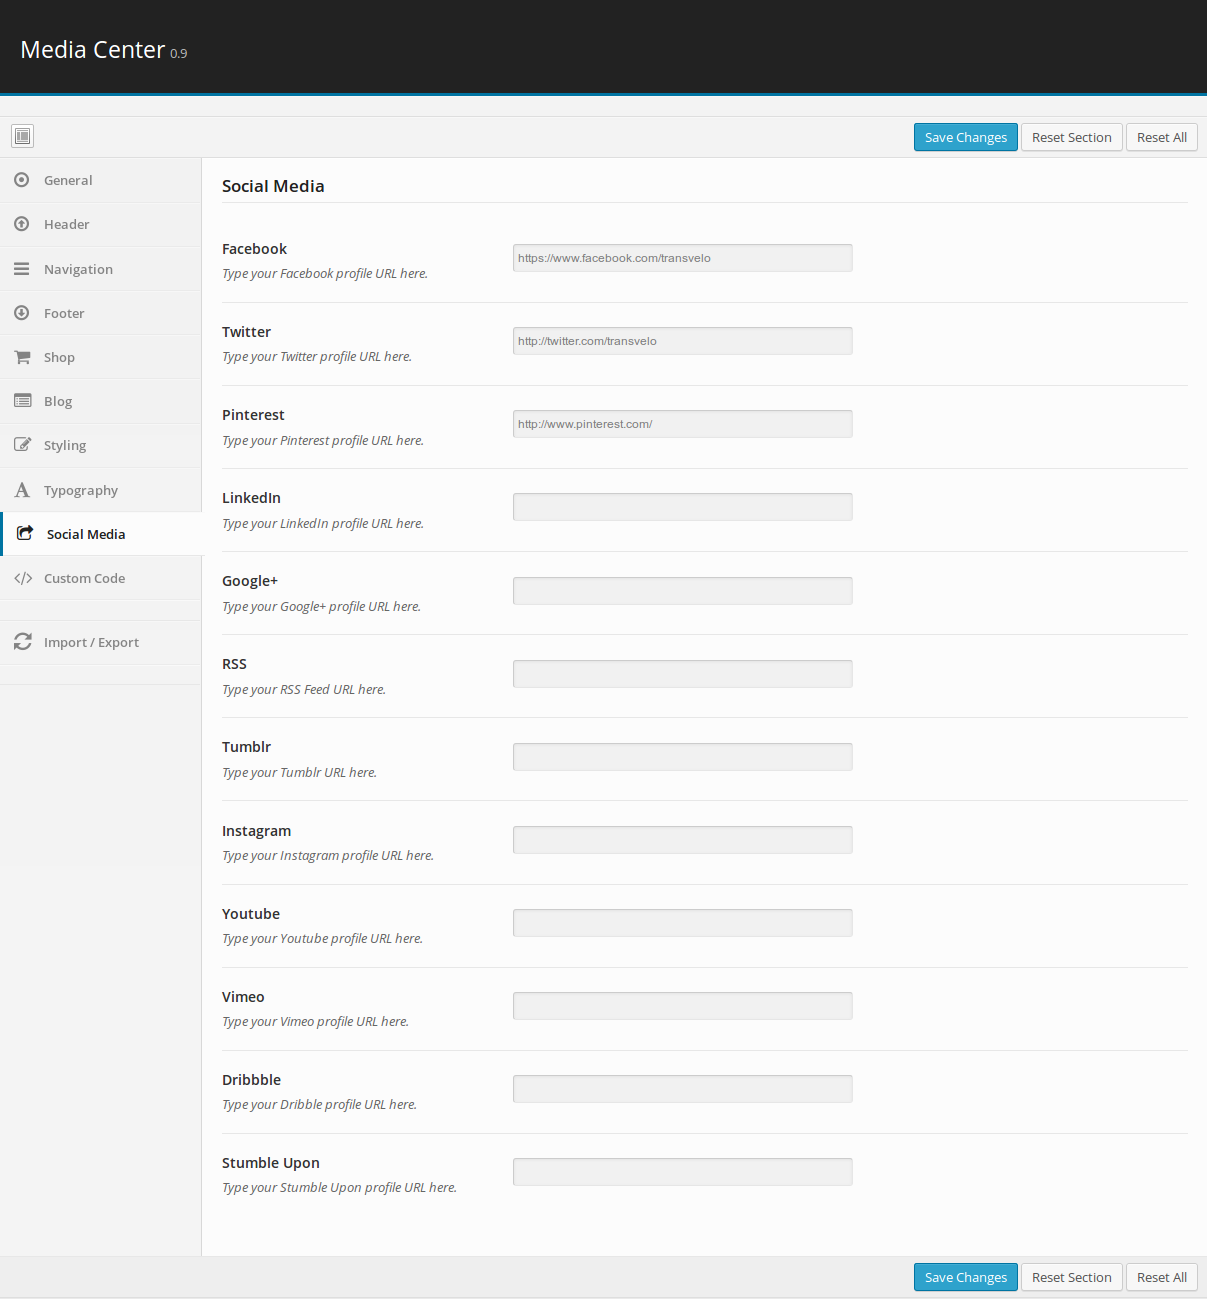 Media Center 0.9
Save Changes Reset Section Reset All
General
Header
Navigation
Footer
Shop
Blog
Styling
Typography
Social Media
Custom Code
Import / Export
Social Media
Facebook
Type your Facebook profile URL here.
https://www.facebook.com/transvelo
Twitter
Type your Twitter profile URL here.
http://twitter.com/transvelo
Pinterest
Type your Pinterest profile URL here.
http://www.pinterest.com/
LinkedIn
Type your LinkedIn profile URL here.
Google+
Type your Google+ profile URL here.
RSS
Type your RSS Feed URL here.
Tumblr
Type your Tumblr URL here.
Instagram
Type your Instagram profile URL here.
Youtube
Type your Youtube profile URL here.
Vimeo
Type your Vimeo profile URL here.
Dribbble
Type your Dribble profile URL here.
Stumble Upon
Type your Stumble Upon profile URL here.
Save Changes Reset Section Reset All